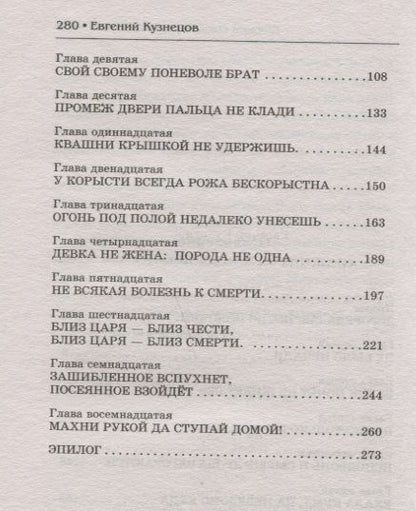 280 • Евгений Кузнецов
Глава девятая
СВОЙ СВОЕМУ ПОНЕВОЛЕ БРАТ . . . . . . . . . . . . . . 108
Глава десятая
ПРОМЕЖ ДВЕРИ ПАЛЬЦА НЕ КЛАДИ . . . . . . . . . 133
Глава одиннадцатая
КВАШНИ КРЫШКОЙ НЕ УДЕРЖИШЬ. . . . . . . . . . 144
Глава двенадцатая
У КОРЫСТИ ВСЕГДА РОЖА БЕСКОРЫСТНА . . . . . 150
Глава тринадцатая
ОГОНЬ ПОД ПОЛОЙ НЕДАЛЕКО УНЕСЕШЬ . . . . . 163
Глава четырнадцатая
ДЕВКА НЕ ЖЕНА: ПОРОДА НЕ ОДНА . . . . . . . . . . 189
Глава пятнадцатая
НЕ ВСЯКАЯ БОЛЕЗНЬ К СМЕРТИ. . . . . . . . . . . . . 197
Глава шестнадцатая
БЛИЗ ЦАРЯ — БЛИЗ ЧЕСТИ,
БЛИЗ ЦАРЯ — БЛИЗ СМЕРТИ. . . . . . . . . . . . . . 221
Глава семнадцатая
ЗАШИБЛЕННОЕ ВСПУХНЕТ,
ПОСЕЯННОЕ ВЗОЙДЁТ . . . . . . . . . . . . . . . . . . . . 244
Глава восемнадцатая
МАХНИ РУКОЙ ДА СТУПАЙ ДОМОЙ! . . . . . . . . . 260
ЭПИЛОГ . . . . . . . . . . . . . . . . . . . . . . . . . . . . . . 273